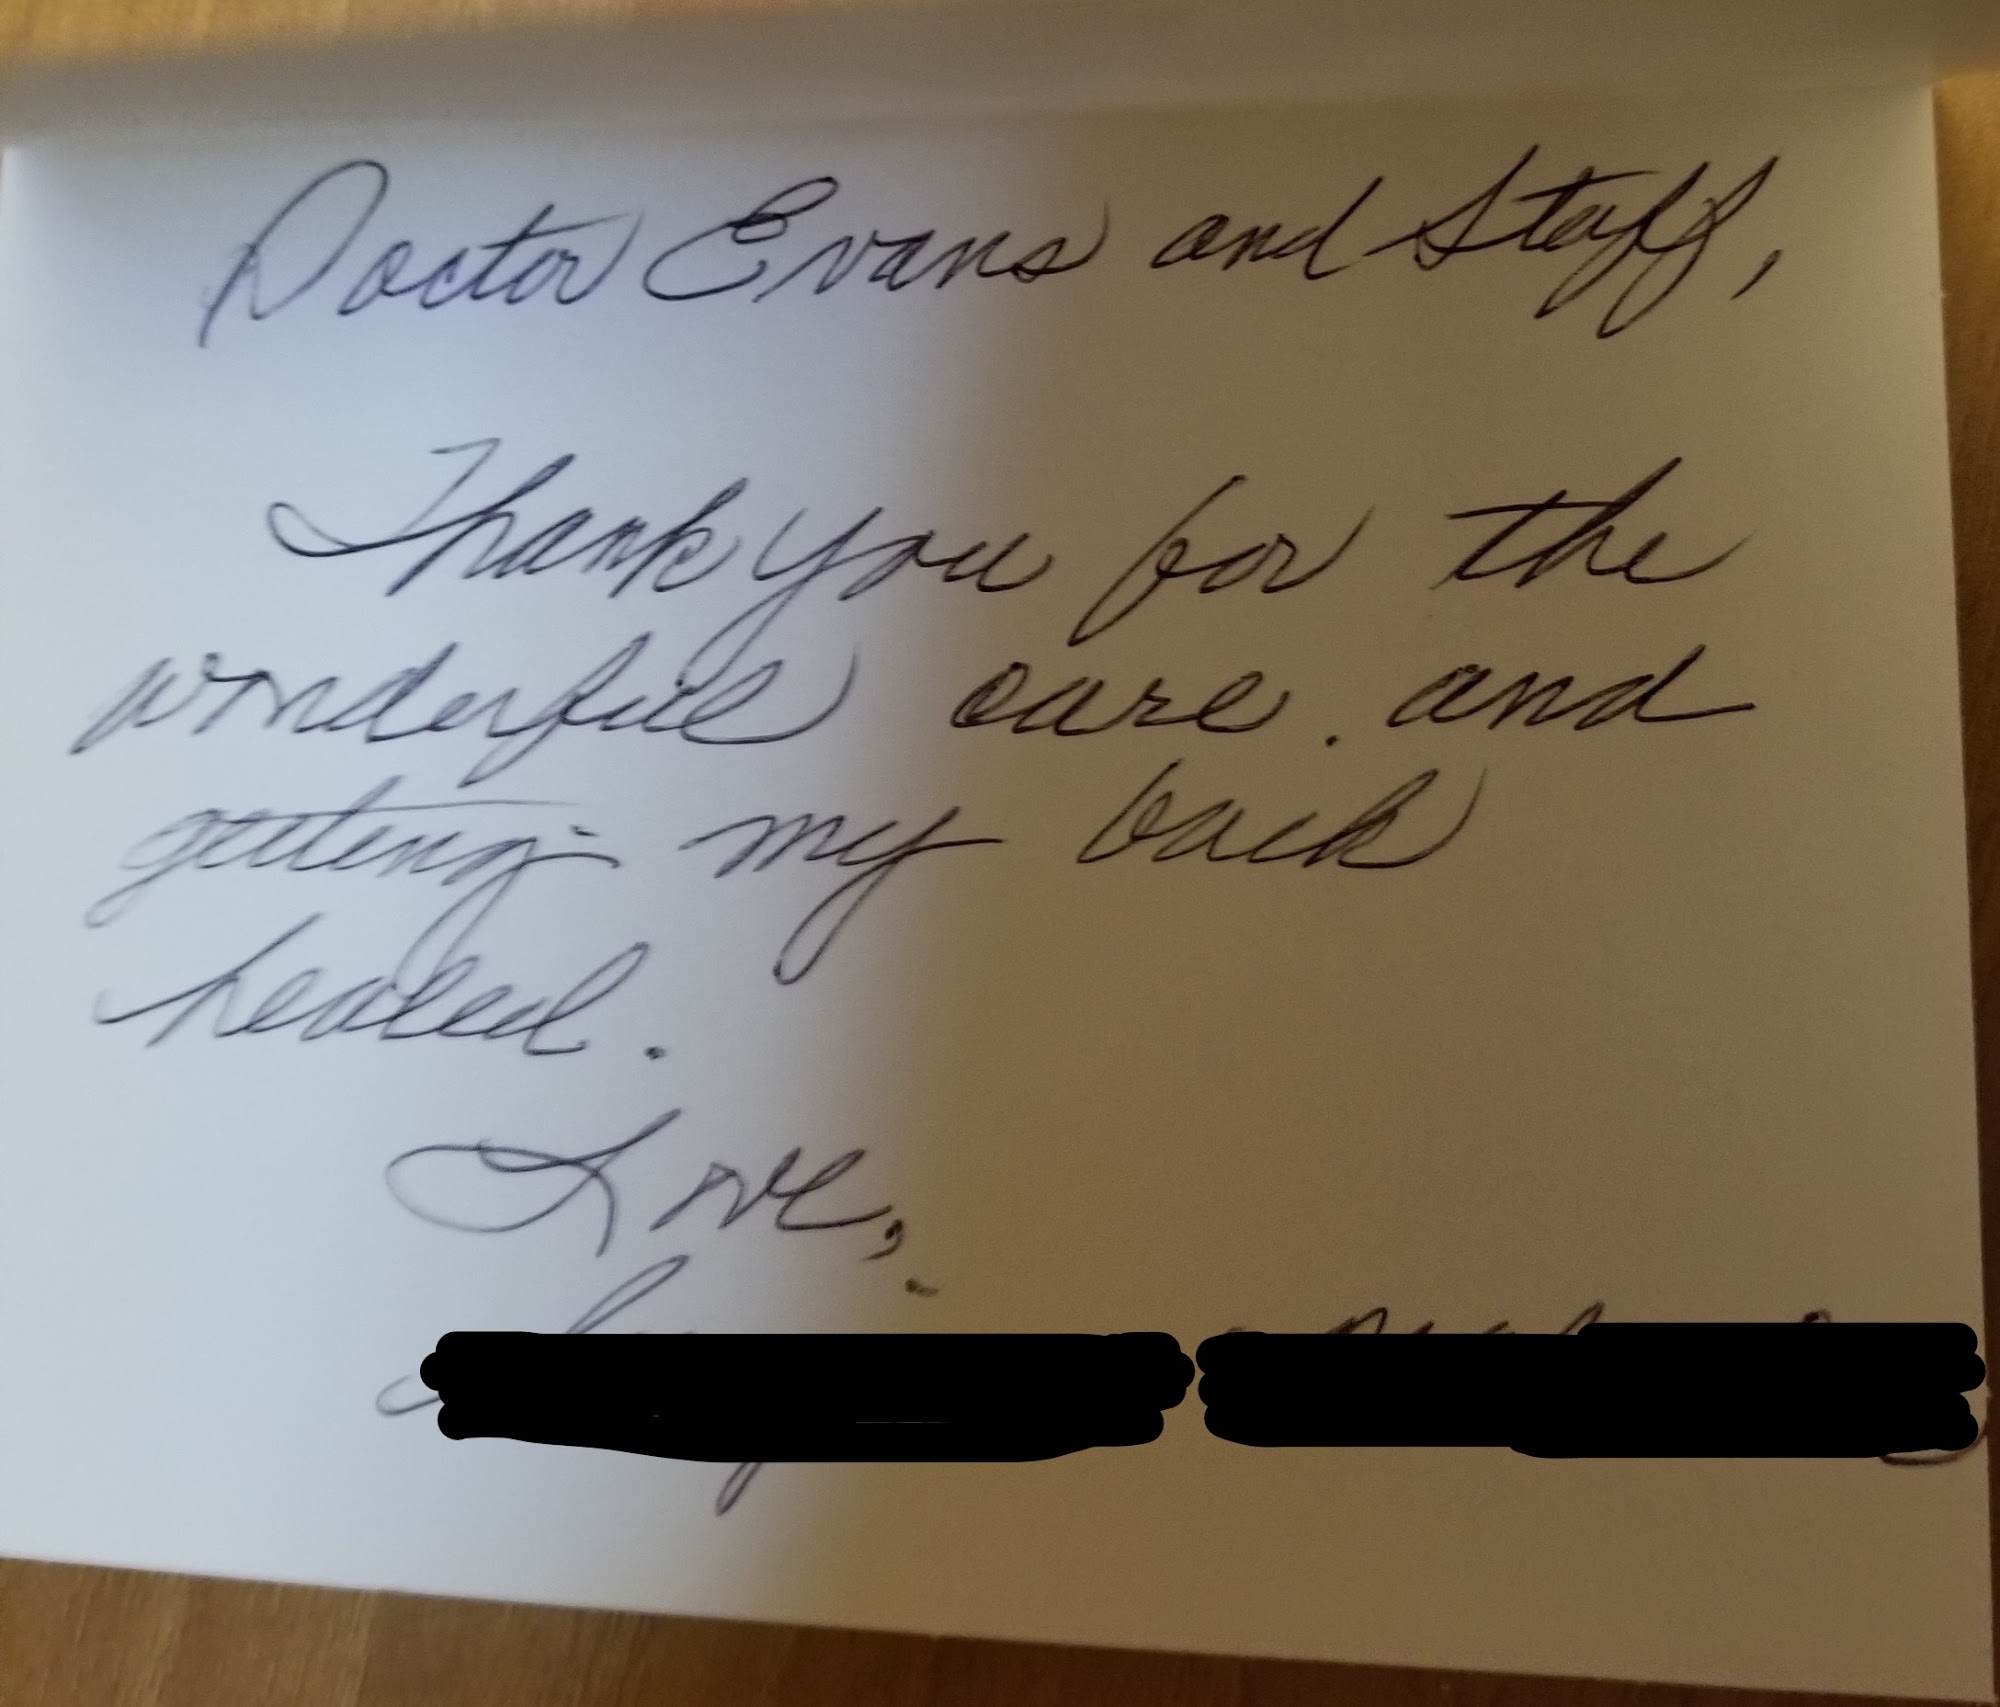 Doctor Evans and Staff,
Thank you for the
wonderful care. and
getting my back
healed.
Love,